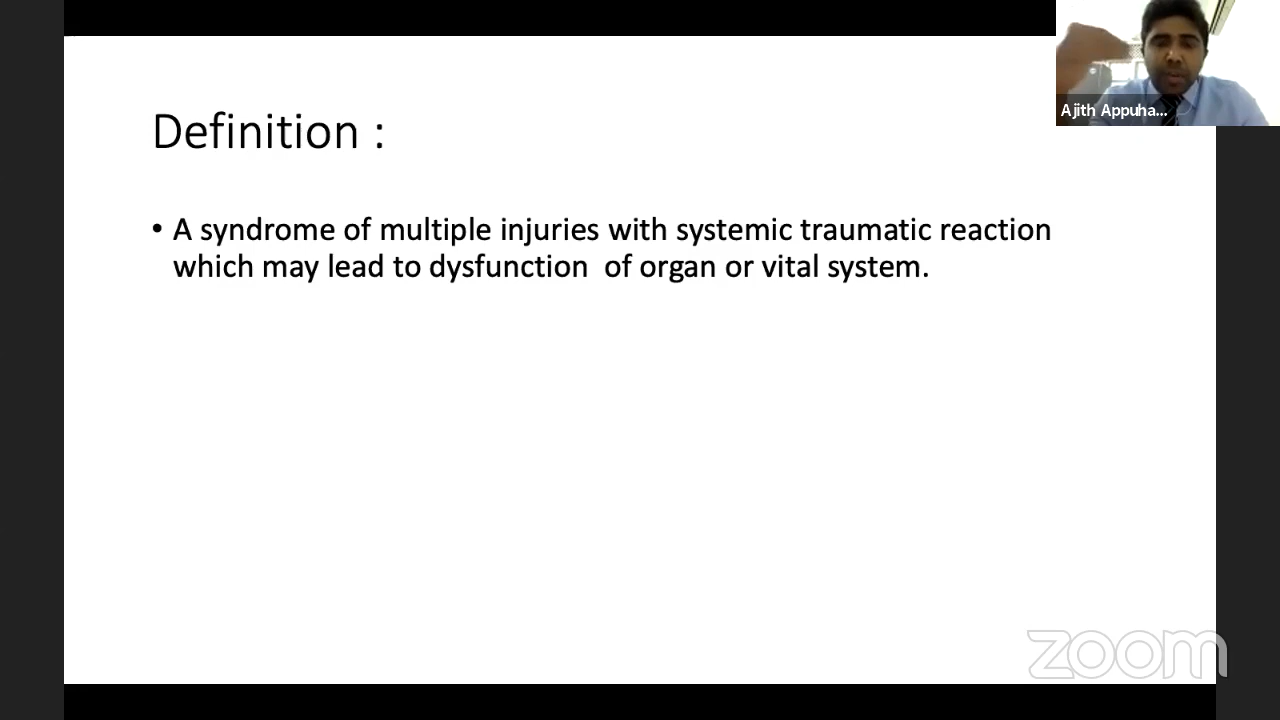 Definition :
• A syndrome of multiple injuries with systemic traumatic reaction
which may lead to dysfunction of organ or vital system.
Ajith Appuha...
zoom